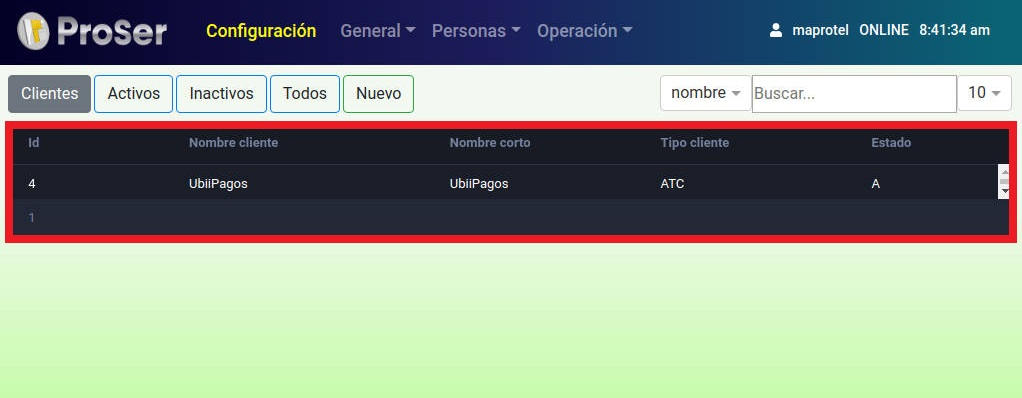 ProSer Configuración General Personas Operación maprotel ONLINE 8:41:34 am
Clientes Activos Inactivos Todos Nuevo nombre Buscar... 10
Id Nombre cliente Nombre corto Tipo cliente Estado
4 UbiiPagos UbiiPagos ATC A
1